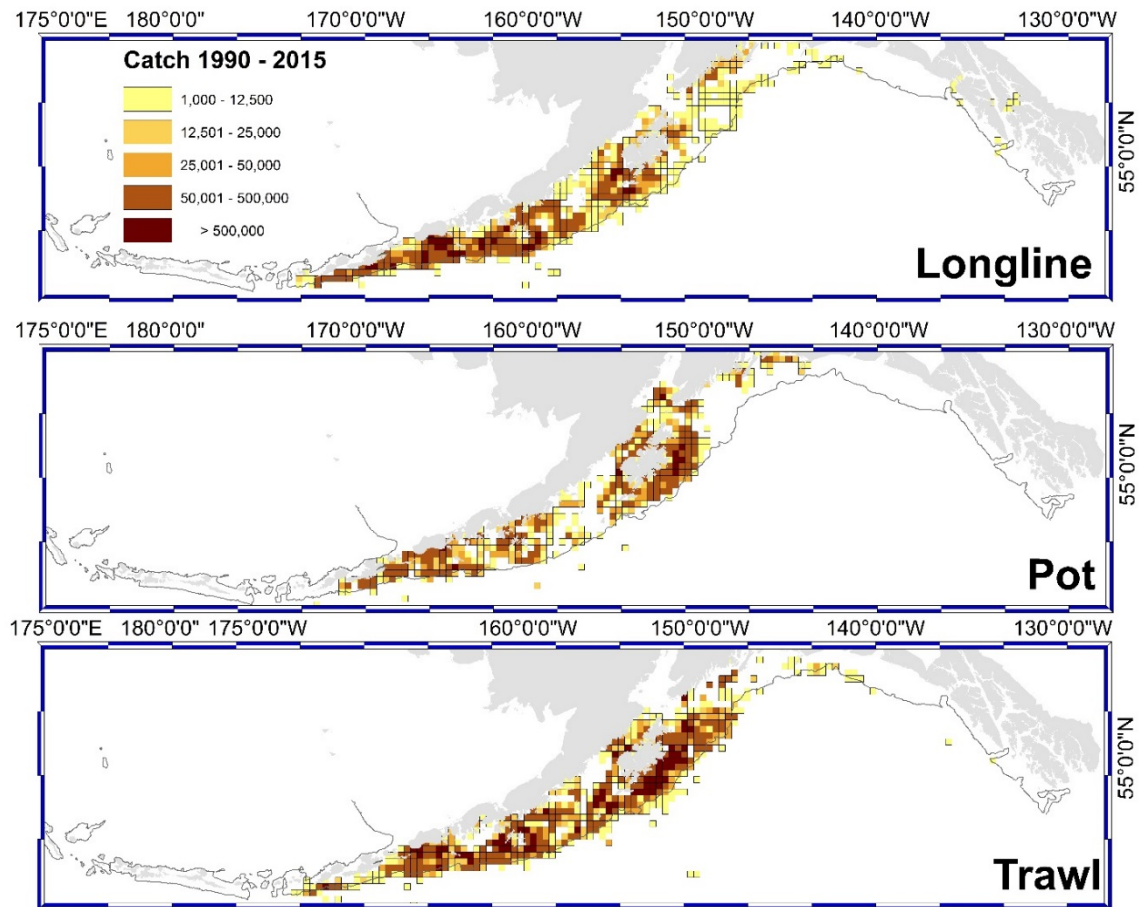 175°0'0"E 180°0'0" 170°0'0"W 160°0'0"W 150°0'0"W 140°0'0"W 130°0'0"W
Catch 1990 - 2015
1,000 - 12,500
12,501 - 25,000
25,001 - 50,000
50,001 - 500,000
> 500,000
55°0'0"N
Longline
175°0'0"E 180°0'0" 170°0'0"W 160°0'0"W 150°0'0"W 140°0'0"W 130°0'0"W
55°0'0"N
Pot
175°0'0"E 180°0'0" 175°0'0"W 160°0'0"W 150°0'0"W 140°0'0"W 130°0'0"W
55°0'0"N
Trawl